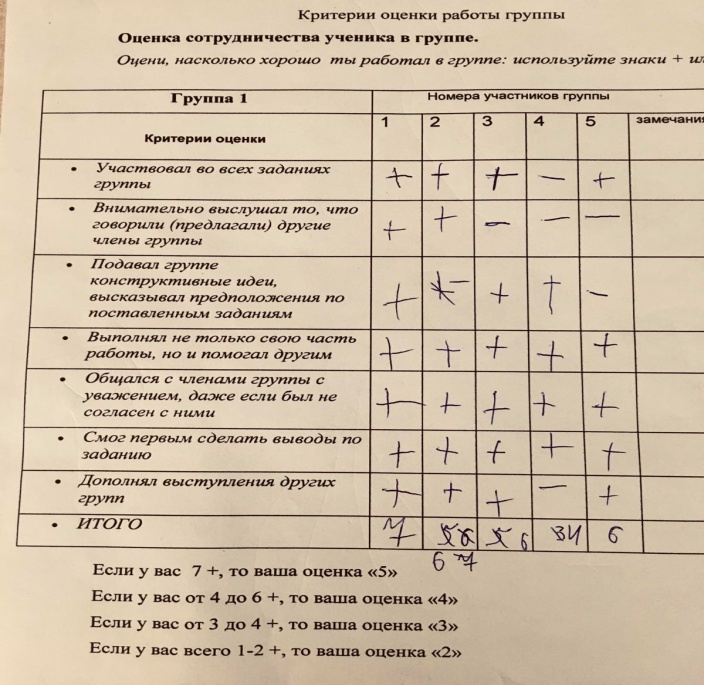 Критерии оценки работы группы
Оценка сотрудничества ученика в группе.
Оцени, насколько хорошо ты работал в группе: используйте знаки + ил
Группа 1 Номера участников группы
Критерии оценки 1 2 3 4 5 замечания
• Участвовал во всех заданиях + + + – +
группы
• Внимательно выслушал то, что
говорили (предлагали) другие + + – – –
члены группы
• Подавал группе
конструктивные идеи,
высказывал предположения по + – + + –
поставленным заданиям
• Выполнял не только свою часть
работы, но и помогал другим + + + + +
• Общался с членами группы с
уважением, даже если был не + + + + +
согласен с ними
• Смог первым сделать выводы по + + + + +
заданию
• Дополнял выступления других + + + – +
групп
• ИТОГО 7 6 6
6 7
Если у вас 7 +, то ваша оценка «5»
Если у вас от 4 до 6 +, то ваша оценка «4»
Если у вас от 3 до 4 +, то ваша оценка «3»
Если у вас всего 1-2 +, то ваша оценка «2»